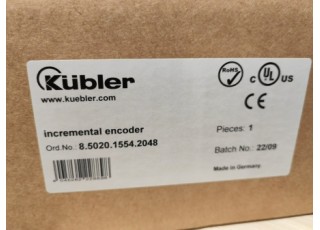 Kübler
www.kuebler.com
RoHS
c UL us
CE
incremental encoder
Ord.No.: 8.5020.1554.2048
Pieces: 1
Batch No.: 22/09
Made in Germany